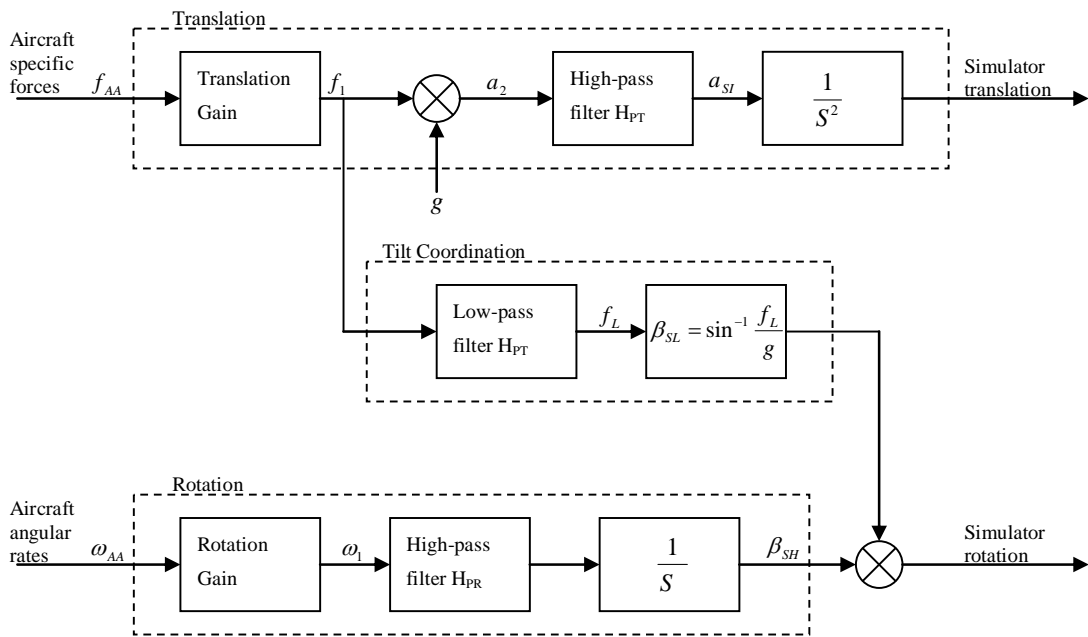 Translation
Aircraft
specific
forces
f_AA
Translation
Gain
f_1
a_2
g
High-pass
filter H_PT
a_SI
1
S^2
Simulator
translation
Tilt Coordination
Low-pass
filter H_PT
f_L
β_SL = sin^−1 f_L
g
Rotation
Aircraft
angular
rates
ω_AA
Rotation
Gain
ω_1
High-pass
filter H_PR
1
S
β_SH
Simulator
rotation